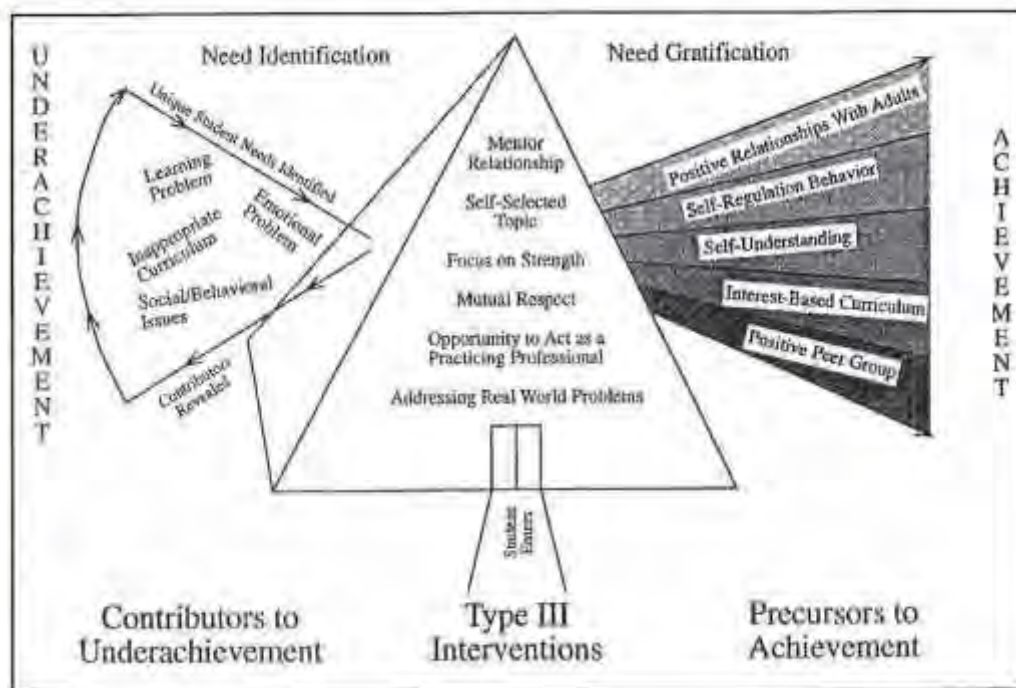 UNDERACHIEVEMENT
Need Identification
Unique Student Needs Identified
Learning
Problem
Emotional
Problem
Inappropriate
Curriculum
Social/Behavioral
Issues
Contributors
Revealed
Mentor
Relationship
Self-Selected
Topic
Focus on Strength
Mutual Respect
Opportunity to Act as a
Practicing Professional
Addressing Real World Problems
Student
Enters
Need Gratification
Positive Relationships With Adults
Self-Regulation Behavior
Self-Understanding
Interest-Based Curriculum
Positive Peer Group
ACHIEVEMENT
Contributors to
Underachievement
Type III
Interventions
Precursors to
Achievement